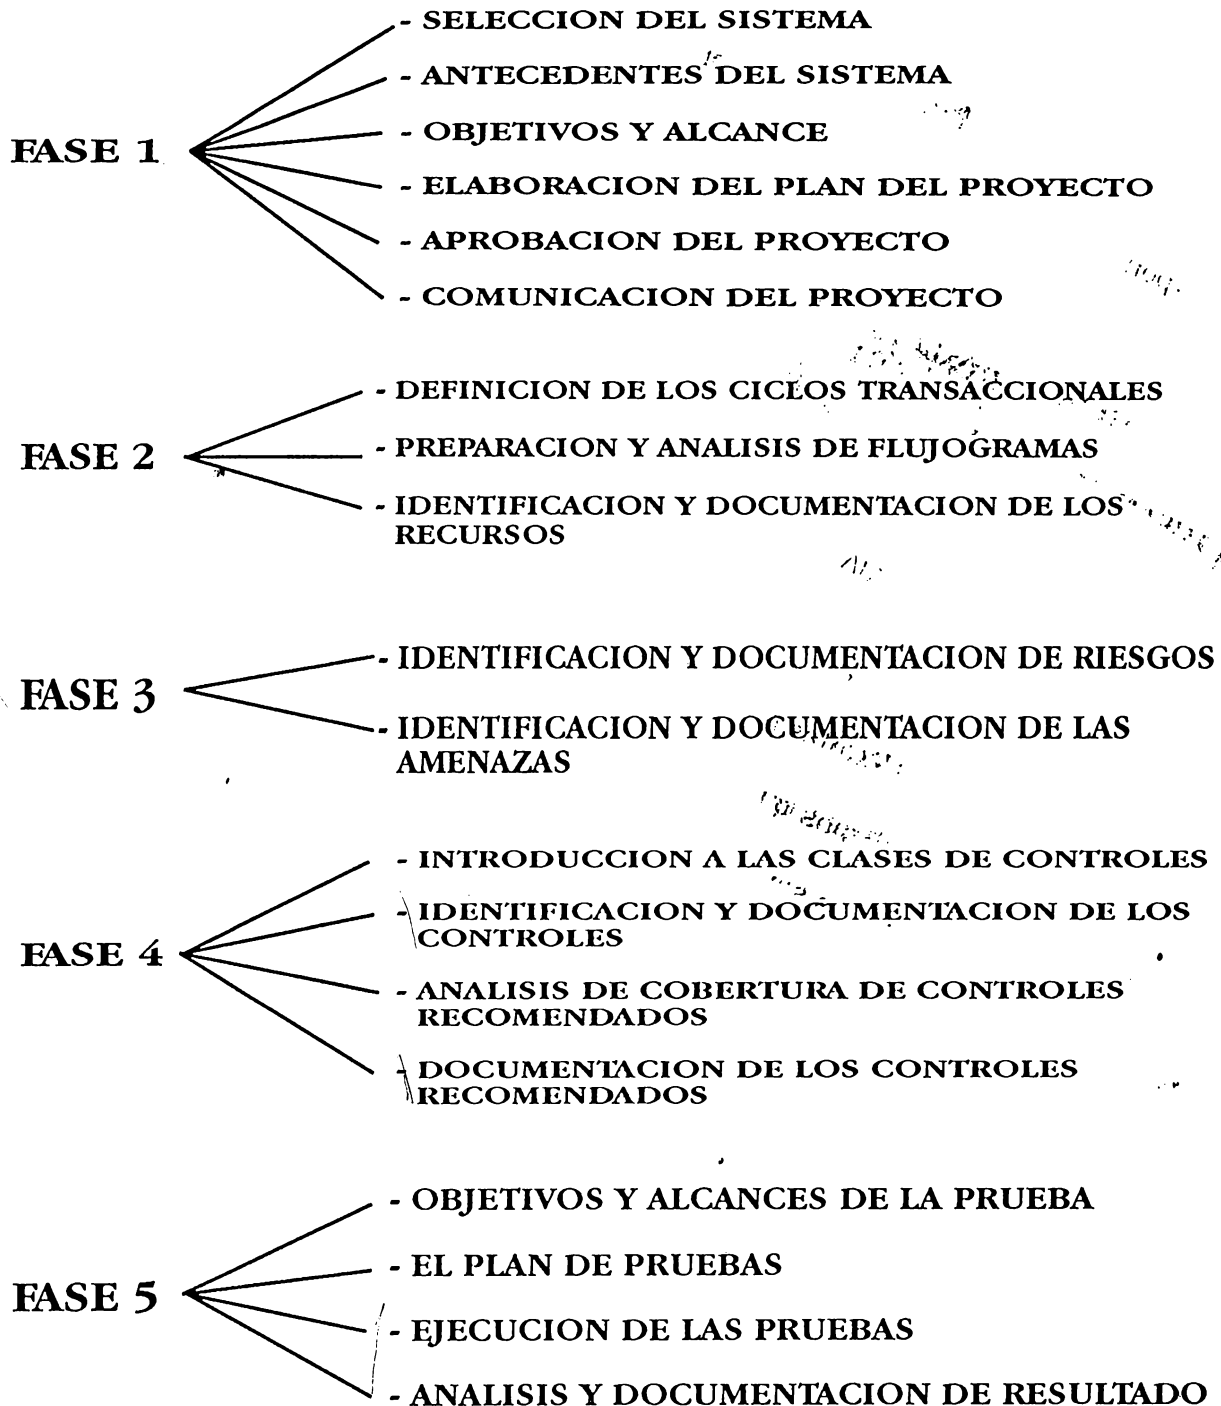 - SELECCION DEL SISTEMA
- ANTECEDENTES DEL SISTEMA
- OBJETIVOS Y ALCANCE
FASE 1
- ELABORACION DEL PLAN DEL PROYECTO
- APROBACION DEL PROYECTO
- COMUNICACION DEL PROYECTO
- DEFINICION DE LOS CICLOS TRANSACCIONALES
FASE 2
- PREPARACION Y ANALISIS DE FLUJOGRAMAS
- IDENTIFICACION Y DOCUMENTACION DE LOS
RECURSOS
- IDENTIFICACION Y DOCUMENTACION DE RIESGOS
FASE 3
- IDENTIFICACION Y DOCUMENTACION DE LAS
AMENAZAS
- INTRODUCCION A LAS CLASES DE CONTROLES
- IDENTIFICACION Y DOCUMENTACION DE LOS
CONTROLES
FASE 4
- ANALISIS DE COBERTURA DE CONTROLES
RECOMENDADOS
- DOCUMENTACION DE LOS CONTROLES
RECOMENDADOS
- OBJETIVOS Y ALCANCES DE LA PRUEBA
- EL PLAN DE PRUEBAS
FASE 5
- EJECUCION DE LAS PRUEBAS
- ANALISIS Y DOCUMENTACION DE RESULTADO